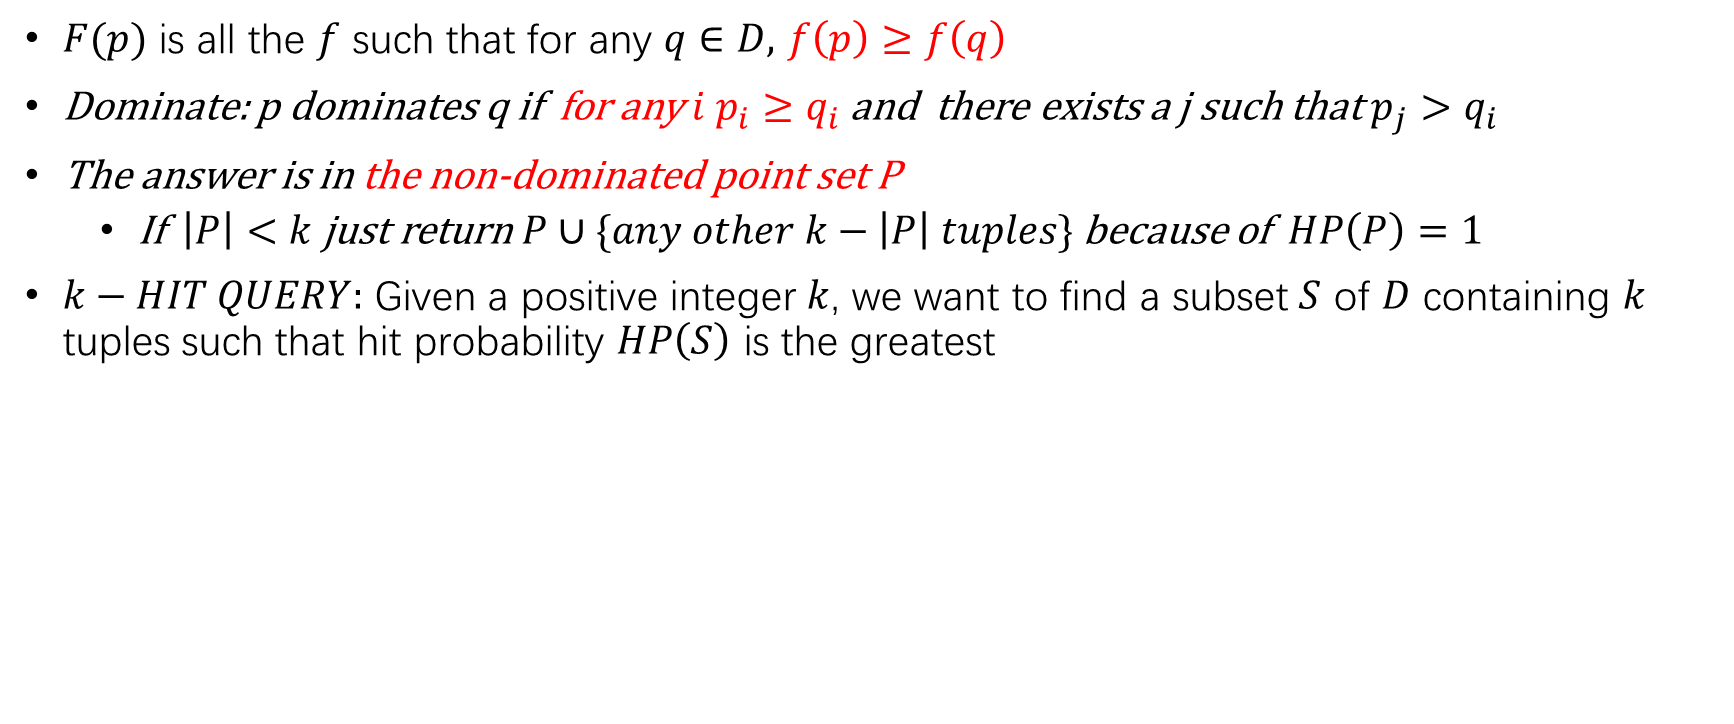 • F(p) is all the f such that for any q ∈ D, f(p) ≥ f(q)
• Dominate: p dominates q if for any i p_i ≥ q_i and there exists a j such that p_j > q_i
• The answer is in the non-dominated point set P
• If |P| < k just return P ∪ {any other k − |P| tuples} because of HP(P) = 1
• k − HIT QUERY: Given a positive integer k, we want to find a subset S of D containing k
tuples such that hit probability HP(S) is the greatest